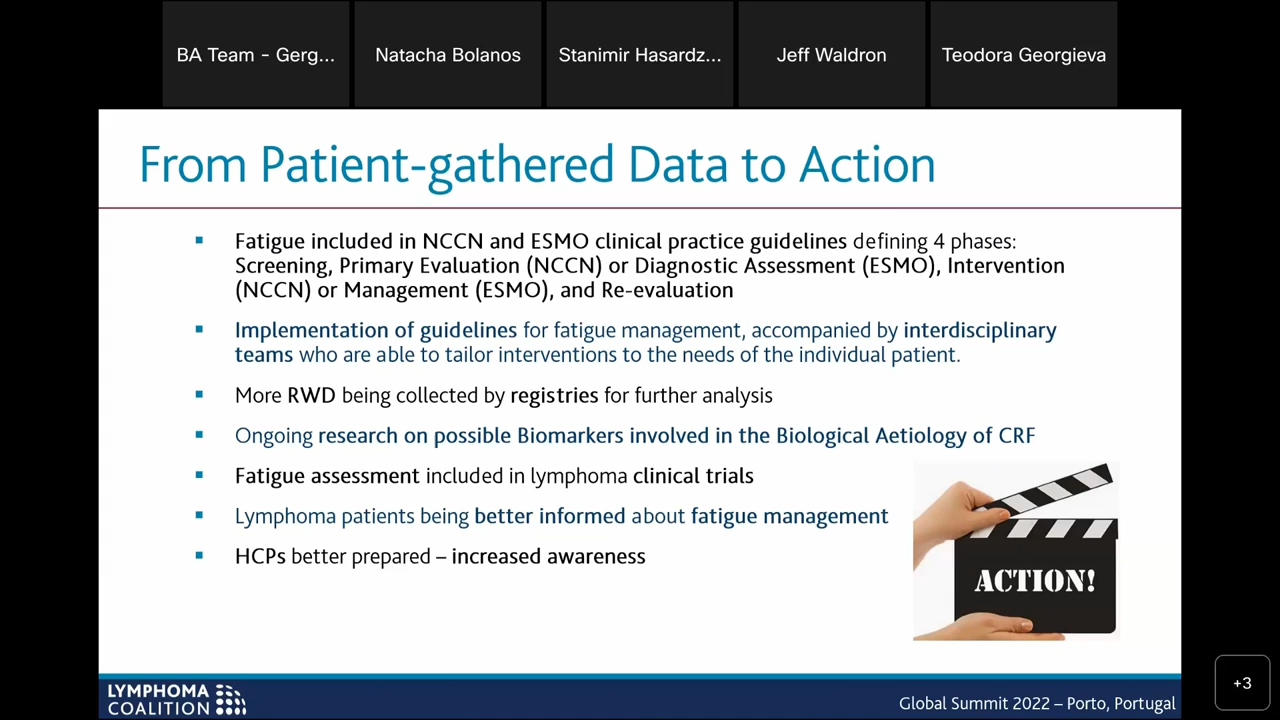 BA Team - Gerg...
Natacha Bolanos
Stanimir Hasardz...
Jeff Waldron
Teodora Georgieva
From Patient-gathered Data to Action
Fatigue included in NCCN and ESMO clinical practice guidelines defining 4 phases:
Screening, Primary Evaluation (NCCN) or Diagnostic Assessment (ESMO), Intervention
(NCCN) or Management (ESMO), and Re-evaluation
Implementation of guidelines for fatigue management, accompanied by interdisciplinary
teams who are able to tailor interventions to the needs of the individual patient.
More RWD being collected by registries for further analysis
Ongoing research on possible Biomarkers involved in the Biological Aetiology of CRF
Fatigue assessment included in lymphoma clinical trials
Lymphoma patients being better informed about fatigue management
HCPs better prepared – increased awareness
ACTION!
LYMPHOMA
COALITION
Global Summit 2022 – Porto, Portugal
+3